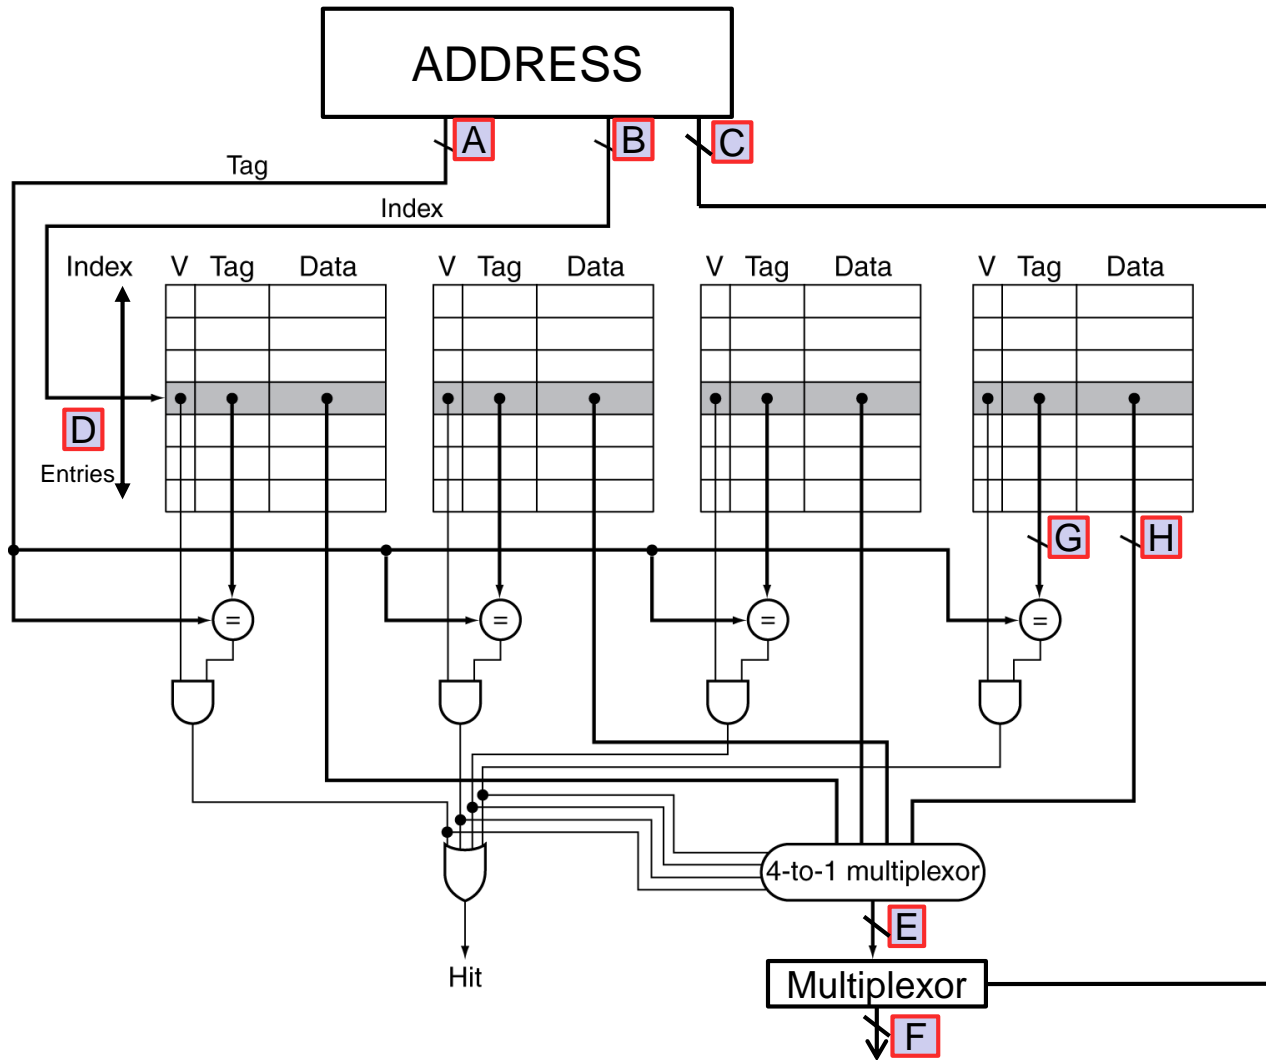 ADDRESS
A
B
C
Tag
Index
Index
V Tag Data
V Tag Data
V Tag Data
V Tag Data
D
Entries
G
H
=
=
=
=
4-to-1 multiplexor
E
Hit
Multiplexor
F